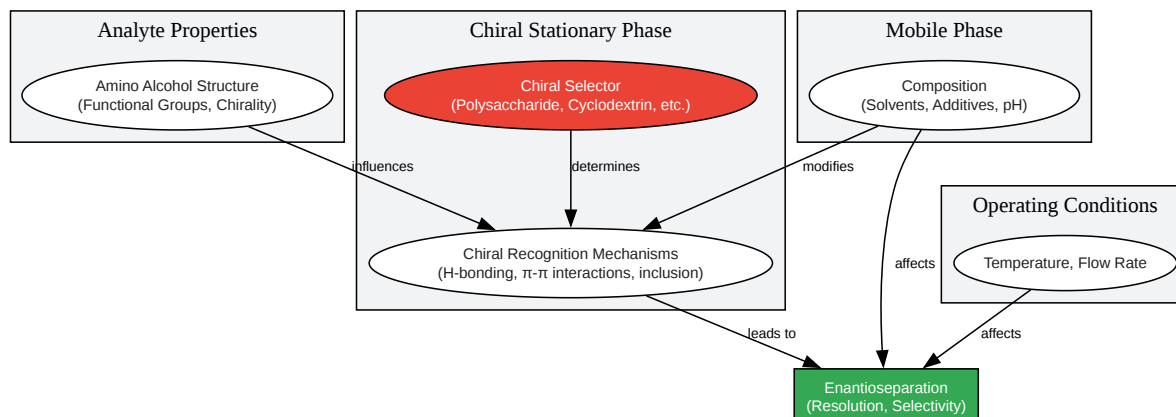 Analyte Properties
Amino Alcohol Structure
(Functional Groups, Chirality)
Chiral Stationary Phase
Chiral Selector
(Polysaccharide, Cyclodextrin, etc.)
Mobile Phase
Composition
(Solvents, Additives, pH)
influences
determines
modifies
Chiral Recognition Mechanisms
(H-bonding, π-π interactions, inclusion)
Operating Conditions
Temperature, Flow Rate
affects
leads to
affects
Enantioseparation
(Resolution, Selectivity)